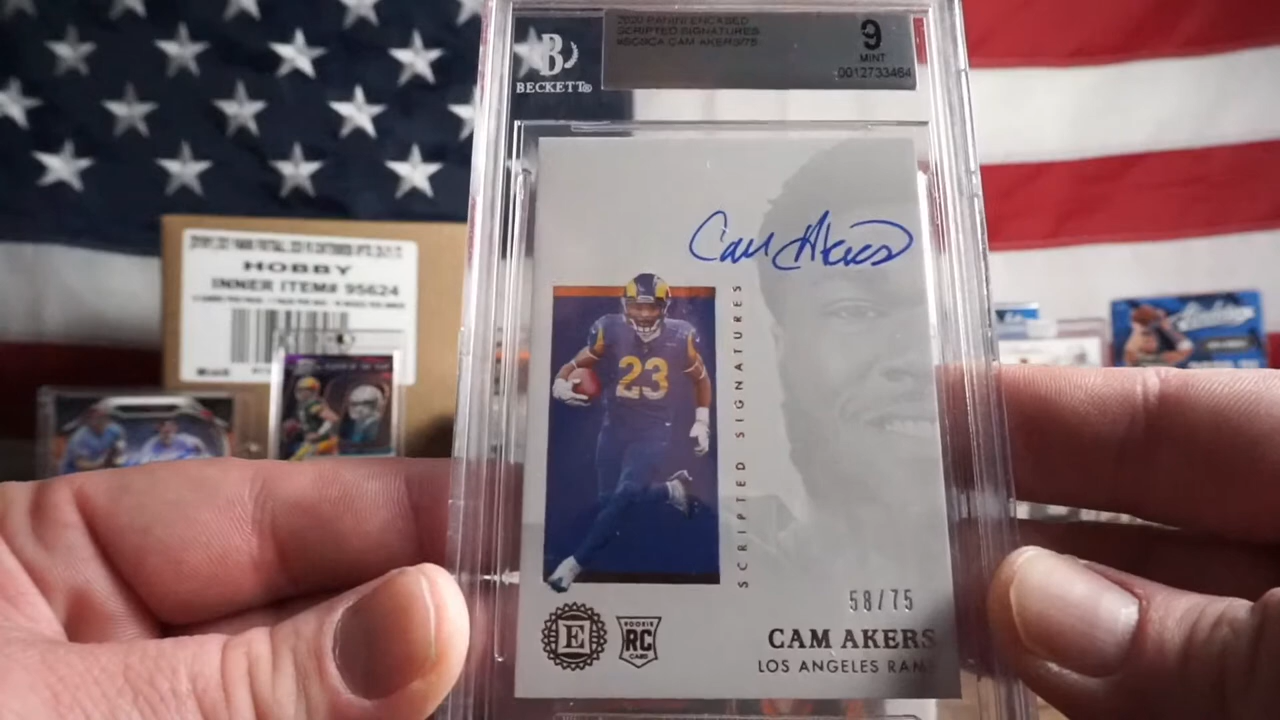 2020 PANINI ENCASED
SCRIPTED SIGNATURES
CAM AKERS/75
9
MINT
0012733464
B
BECKETT®
HOBBY
INNER ITEM# 95624
Cam Akers
23
SCRIPTED SIGNATURES
58/75
E
ROOKIE
RC
CARD
CAM AKERS
LOS ANGELES RAMS